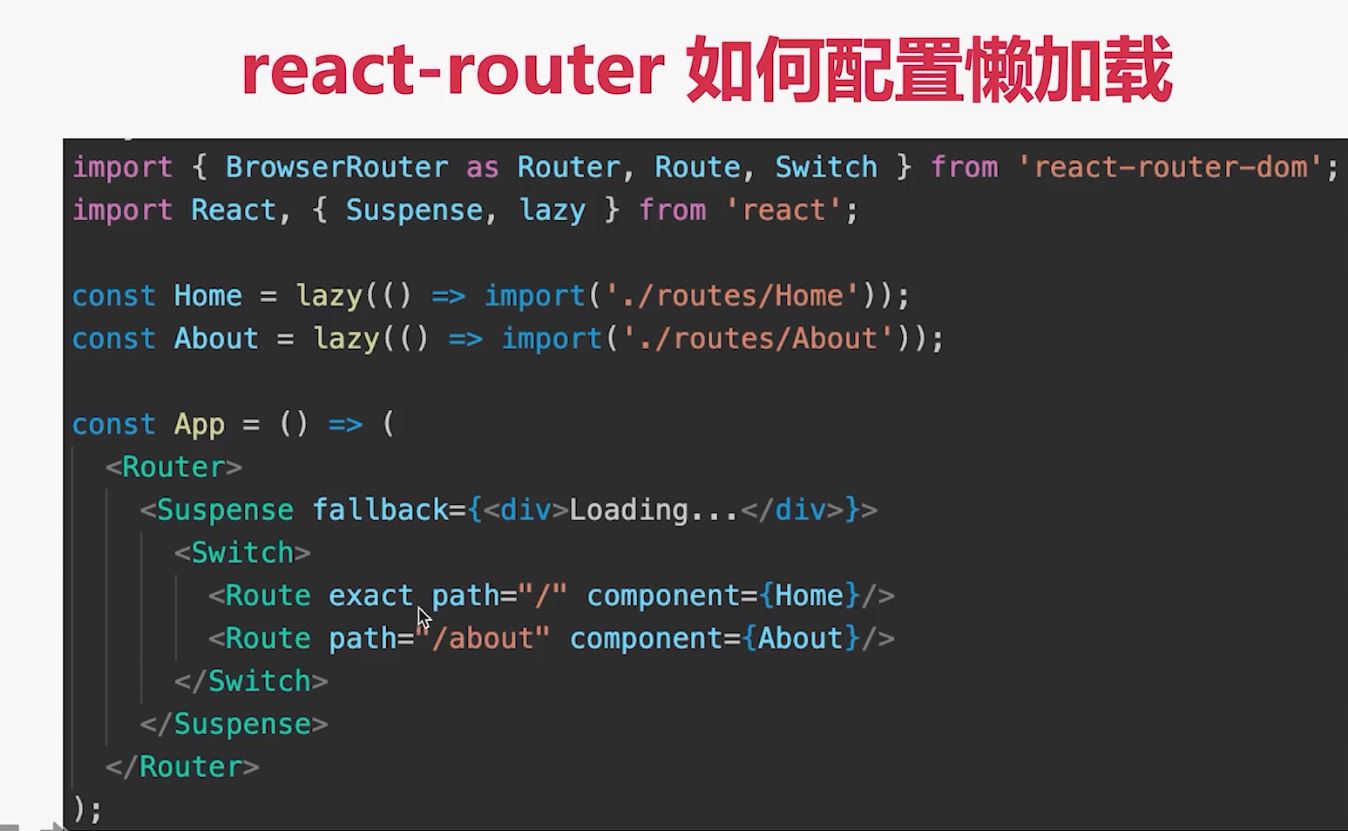 react-router 如何配置懒加载
import { BrowserRouter as Router, Route, Switch } from 'react-router-dom';
import React, { Suspense, lazy } from 'react';
const Home = lazy(() => import('./routes/Home'));
const About = lazy(() => import('./routes/About'));
const App = () => (
<Router>
<Suspense fallback={<div>Loading...</div>}>
<Switch>
<Route exact path="/" component={Home}/>
<Route path="/about" component={About}/>
</Switch>
</Suspense>
</Router>
);